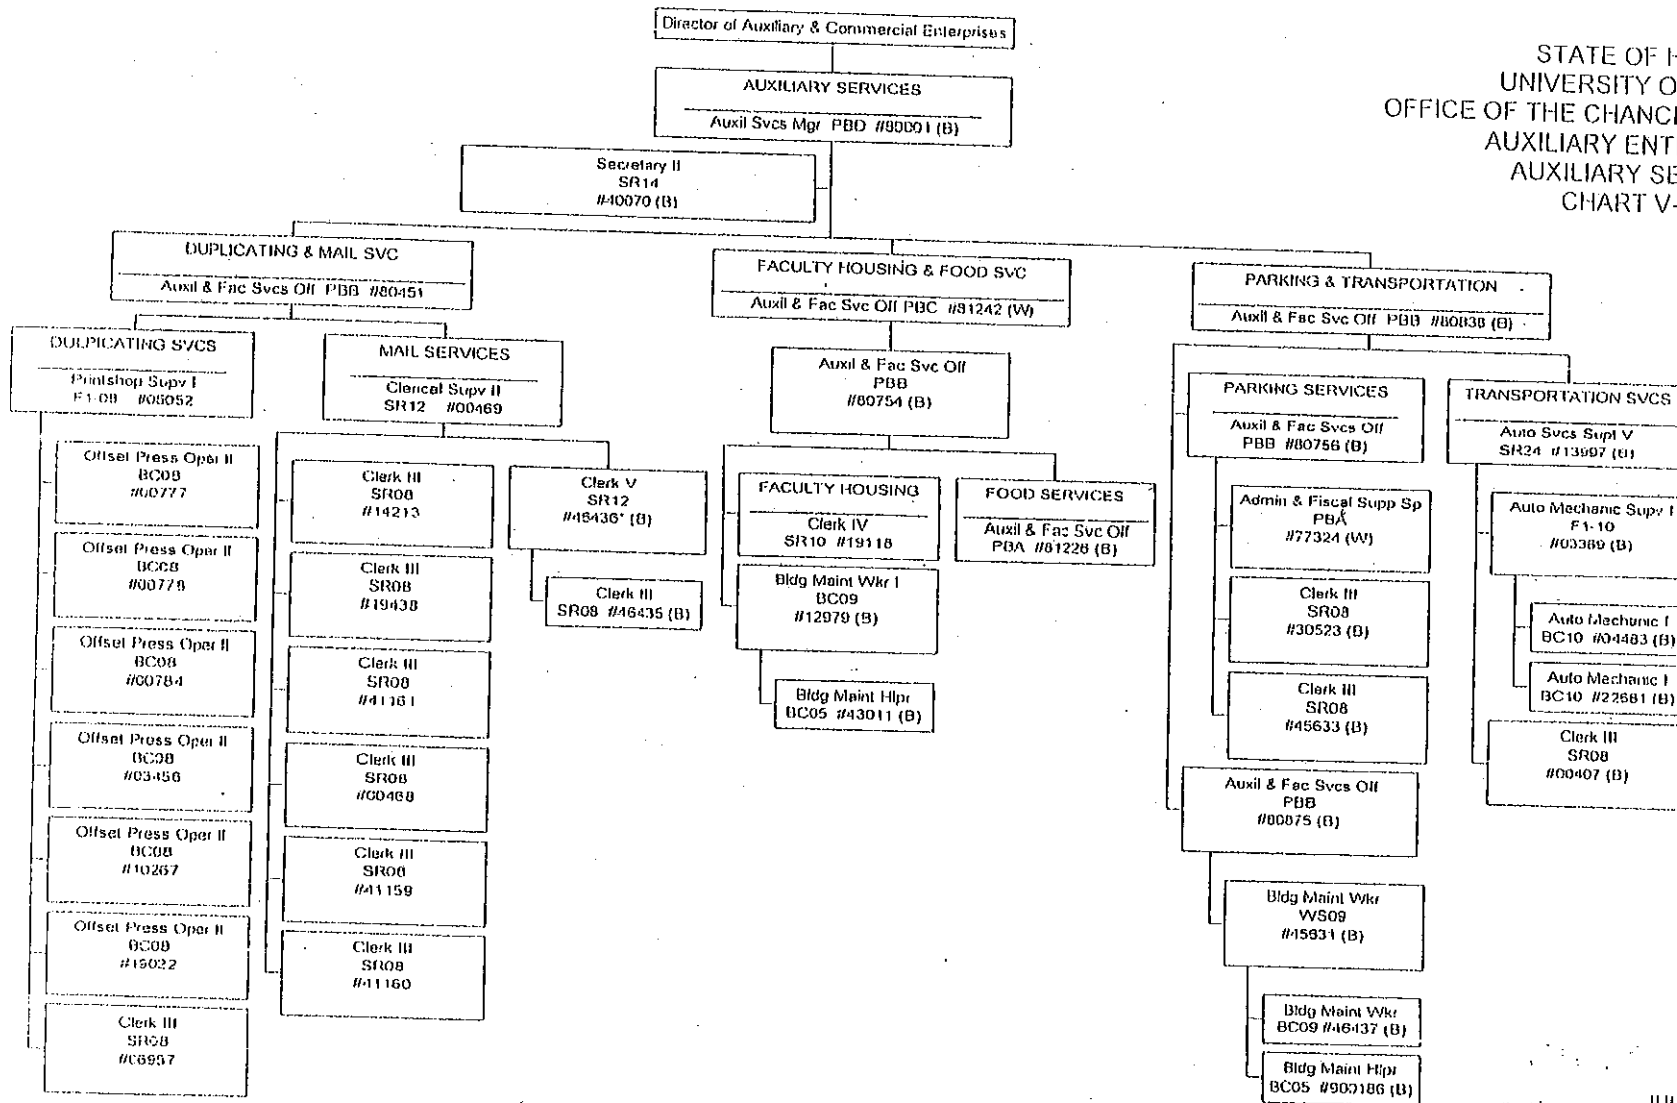 Director of Auxiliary & Commercial Enterprises
STATE OF
UNIVERSITY
OFFICE OF THE
AUXILIARY
AUXILIARY
CHART
AUXILIARY SERVICES
Auxil Svcs Mgr PBD #80001 (B)
Secretary II
SR14
#40070 (B)
DUPLICATING & MAIL SVC
Auxil & Fac Svcs Off PBB #80451
DULPICATING SVCS
Printshop Supv I
F1-08 #05052
Offset Press Oper II
BC08
#00777
Offset Press Oper II
BC08
#00778
Offset Press Oper II
BC08
#00784
Offset Press Oper II
BC08
#03456
Offset Press Oper II
BC08
#10267
Offset Press Oper II
BC08
#15022
Clerk III
SR08
#06957
MAIL SERVICES
Clerical Supv II
SR12 #00469
Clerk III
SR08
#14213
Clerk III
SR08
#19438
Clerk III
SR08
#41161
Clerk III
SR08
#00468
Clerk III
SR08
#41159
Clerk III
SR08
#41160
Clerk V
SR12
#46436* (B)
Clerk III
SR08 #46435 (B)
FACULTY HOUSING & FOOD SVC
Auxil & Fac Svc Off PBC #81242 (W)
Auxil & Fac Svc Off
PBB
#80754 (B)
FACULTY HOUSING
Clerk IV
SR10 #19118
Bldg Maint Wkr I
BC09
#12979 (B)
Bldg Maint Hlpr
BC05 #43011 (B)
FOOD SERVICES
Auxil & Fac Svc Off
PBA #81226 (B)
PARKING & TRANSPORTATION
Auxil & Fac Svc Off PBB #80838 (B)
PARKING SERVICES
Auxil & Fac Svcs Off
PBB #80756 (B)
Admin & Fiscal Supp Sp
PBA
#77324 (W)
Clerk III
SR08
#30523 (B)
Clerk III
SR08
#45633 (B)
Auxil & Fac Svcs Off
PBB
#80875 (B)
Bldg Maint Wkr
WS09
#45631 (B)
Bldg Maint Wkr
BC09 #46437 (B)
Bldg Maint Hlpr
BC05 #900186 (B)
TRANSPORTATION SVCS
Auto Svcs Supt V
SR24 #13997 (B)
Auto Mechanic Supv I
F1-10
#03389 (B)
Auto Mechanic I
BC10 #04483 (B)
Auto Mechanic I
BC10 #22681 (B)
Clerk III
SR08
#00407 (B)